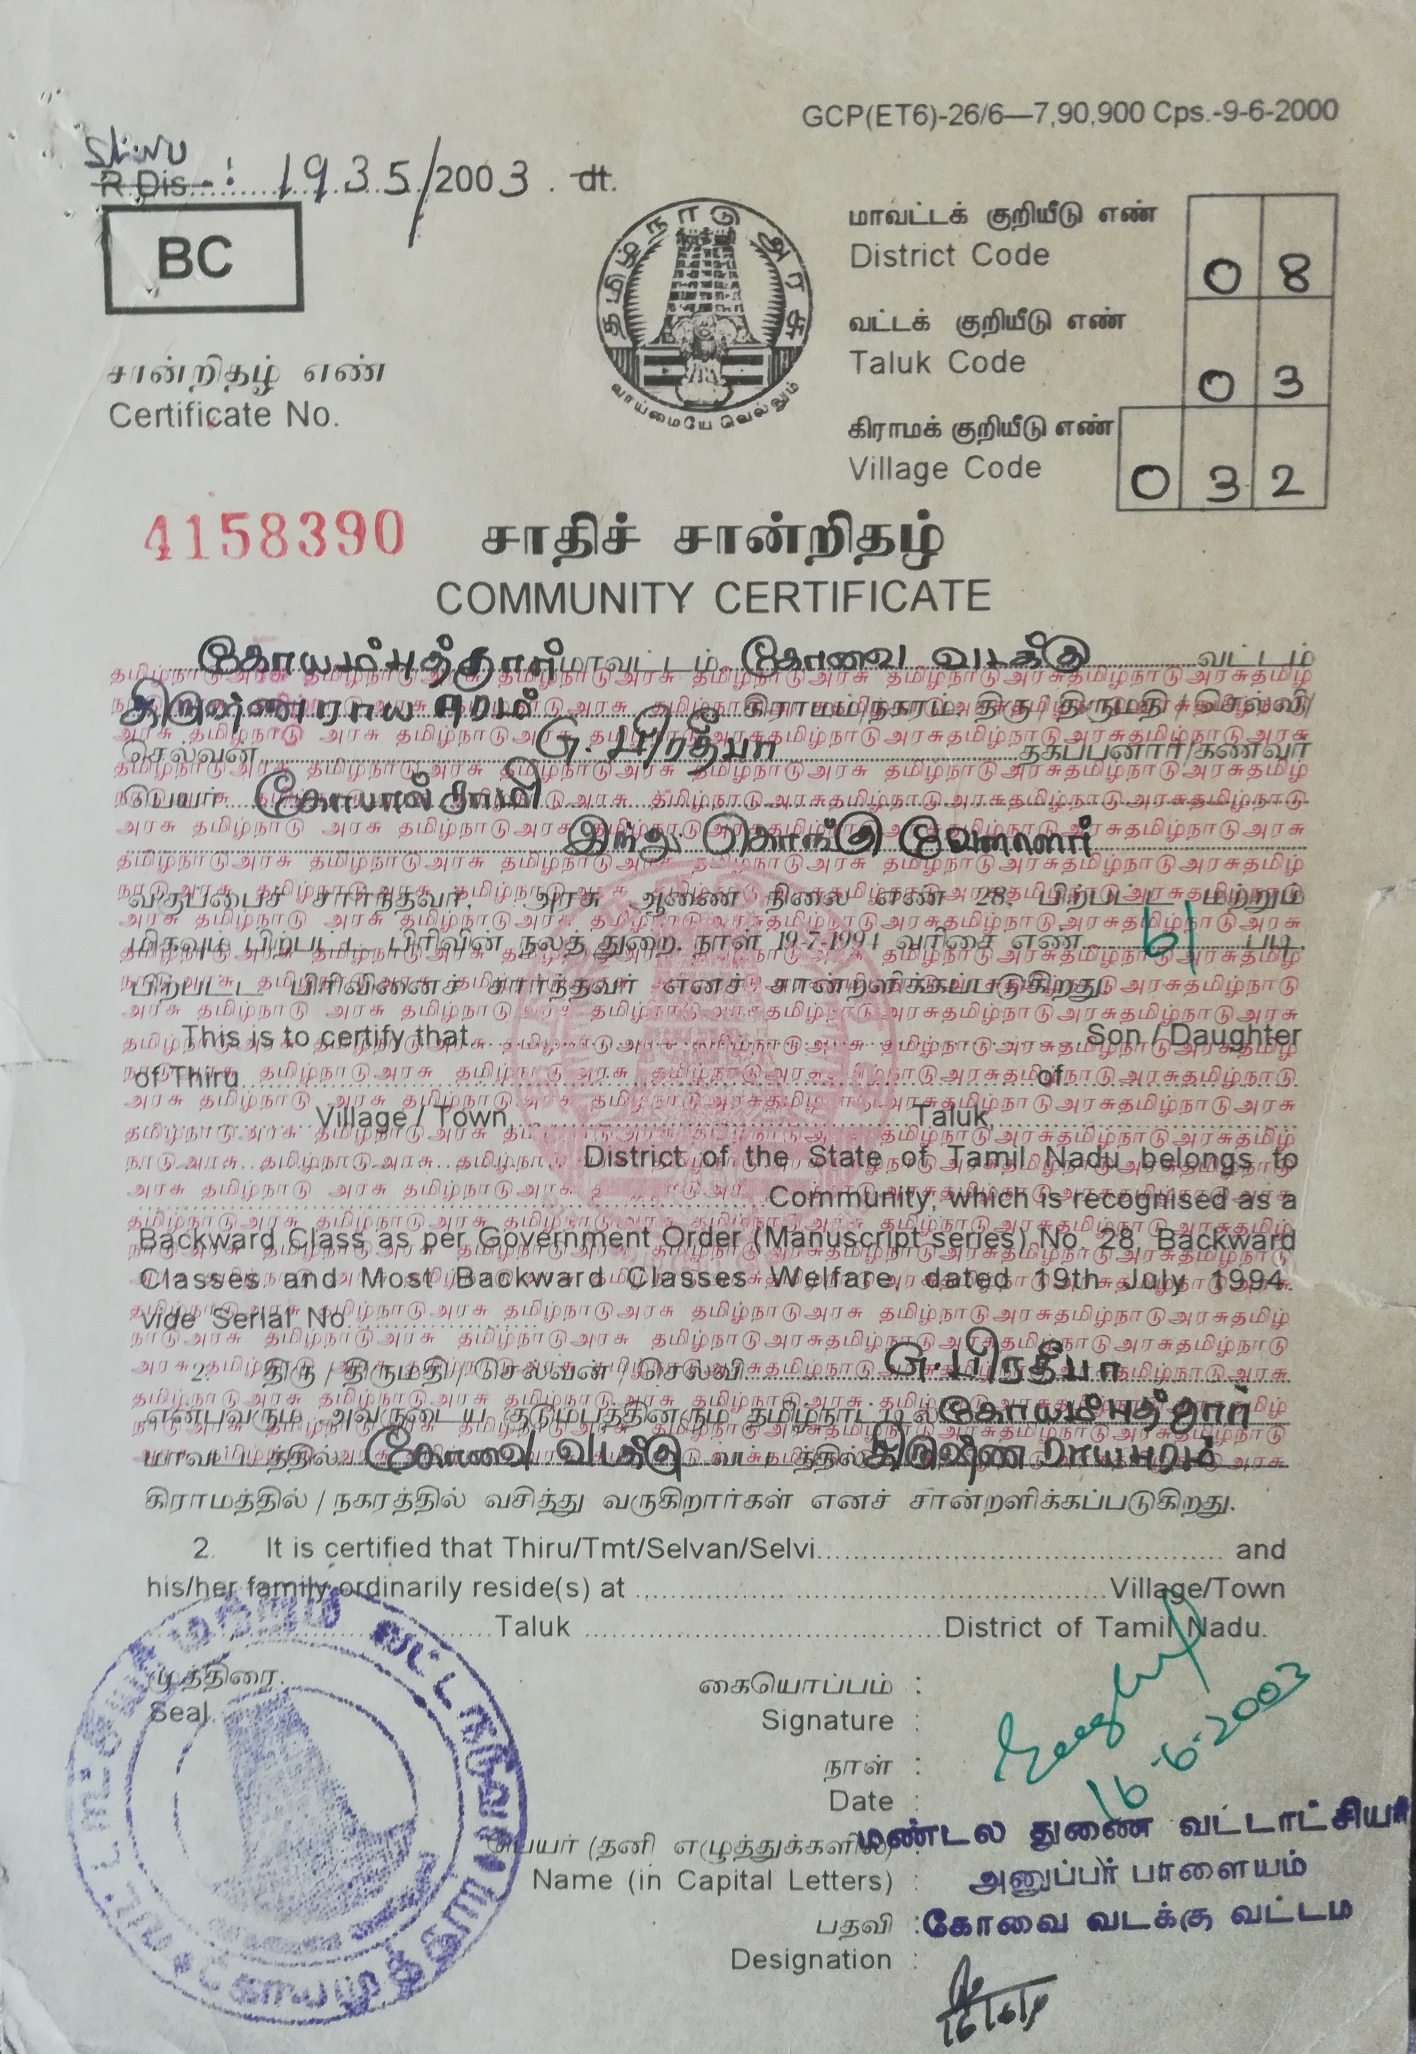 GCP(ET6)-26/6—7,90,900 Cps.-9-6-2000
R Dis.: 1935/2003. dt.
BC
தமிழ்நாடு அரசு
வாய்மையே வெல்லும்
மாவட்டக் குறியீடு எண்
District Code 08
வட்டக் குறியீடு எண்
Taluk Code 03
கிராமக் குறியீடு எண்
Village Code 032
சான்றிதழ் எண்
Certificate No.
4158390
சாதிச் சான்றிதழ்
COMMUNITY CERTIFICATE
கோயம்புத்தூர் மாவட்டம், கோவை வடக்கு வட்டம்
கிருஷ்ணராயபுரம் கிராமம்/நகரம், திரு / திருமதி / செல்வி/
செல்வன் G. பிரதீபா தகப்பனார்/கணவர்
பெயர் கோபால்சாமி
இந்து கொங்கு வேளாளர்
வகுப்பைச் சார்ந்தவர், அரசு ஆணை நிலை எண் 28, பிற்பட்ட மற்றும்
மிகவும் பிற்பட்ட பிரிவின் நலத் துறை, நாள் 19-7-1994 வரிசை எண் 61 படி,
பிற்பட்ட பிரிவினைச் சார்ந்தவர் எனச் சான்றளிக்கப்படுகிறது.
This is to certify that Son / Daughter
of Thiru of
Village / Town, Taluk,
District of the State of Tamil Nadu belongs to
Community, which is recognised as a
Backward Class as per Government Order (Manuscript series) No. 28, Backward
Classes and Most Backward Classes Welfare, dated 19th July 1994.
vide Serial No.
2. திரு / திருமதி / செல்வன் / செல்வி G. பிரதீபா
என்பவரும் அவருடைய குடும்பத்தினரும் தமிழ்நாட்டில் கோயம்புத்தூர்
மாவட்டத்தில் கோவை வடக்கு வட்டத்தில் கிருஷ்ணராயபுரம்
கிராமத்தில் / நகரத்தில் வசித்து வருகிறார்கள் எனச் சான்றளிக்கப்படுகிறது.
2. It is certified that Thiru/Tmt/Selvan/Selvi and
his/her family ordinarily reside(s) at Village/Town
Taluk District of Tamil Nadu.
முத்திரை
Seal
கையொப்பம் :
Signature :
நாள் :
Date : 16-6-2003
பெயர் (தனி எழுத்துக்களில்) : மண்டல துணை வட்டாட்சியர்
Name (in Capital Letters) : அனுப்பர் பாளையம்
பதவி : கோவை வடக்கு வட்டம
Designation :